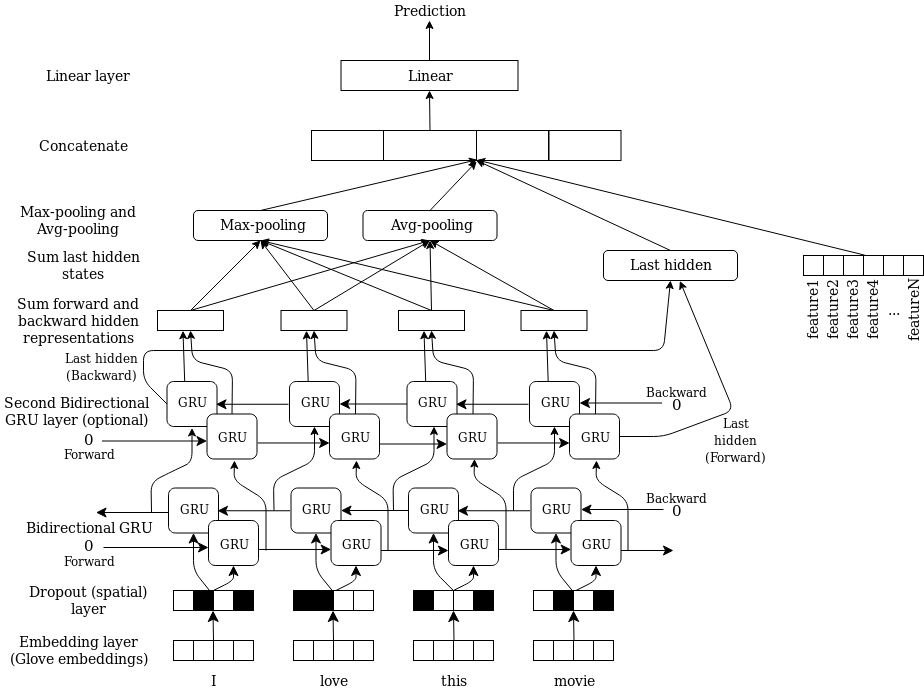 Prediction
Linear layer
Linear
Concatenate
Max-pooling and
Avg-pooling
Max-pooling
Avg-pooling
Sum last hidden
states
Last hidden
feature1
feature2
feature3
feature4
...
featureN
Sum forward and
backward hidden
representations
Last hidden
(Backward)
Second Bidirectional
GRU layer (optional)
0
Forward
GRU
GRU
GRU
GRU
Backward
0
GRU
GRU
GRU
GRU
Last
hidden
(Forward)
Bidirectional GRU
0
Forward
GRU
GRU
GRU
GRU
Backward
0
GRU
GRU
GRU
GRU
Dropout (spatial)
layer
Embedding layer
(Glove embeddings)
I love this movie